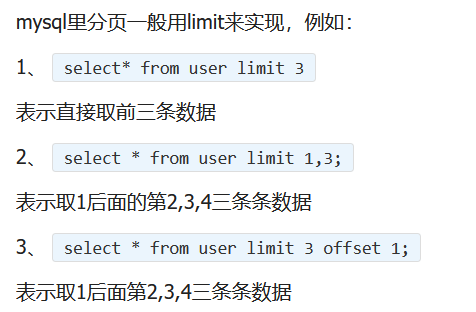 mysql里分页一般用limit来实现，例如：
1、 select* from user limit 3
表示直接取前三条数据
2、 select * from user limit 1,3;
表示取1后面的第2,3,4三条条数据
3、 select * from user limit 3 offset 1;
表示取1后面第2,3,4三条条数据